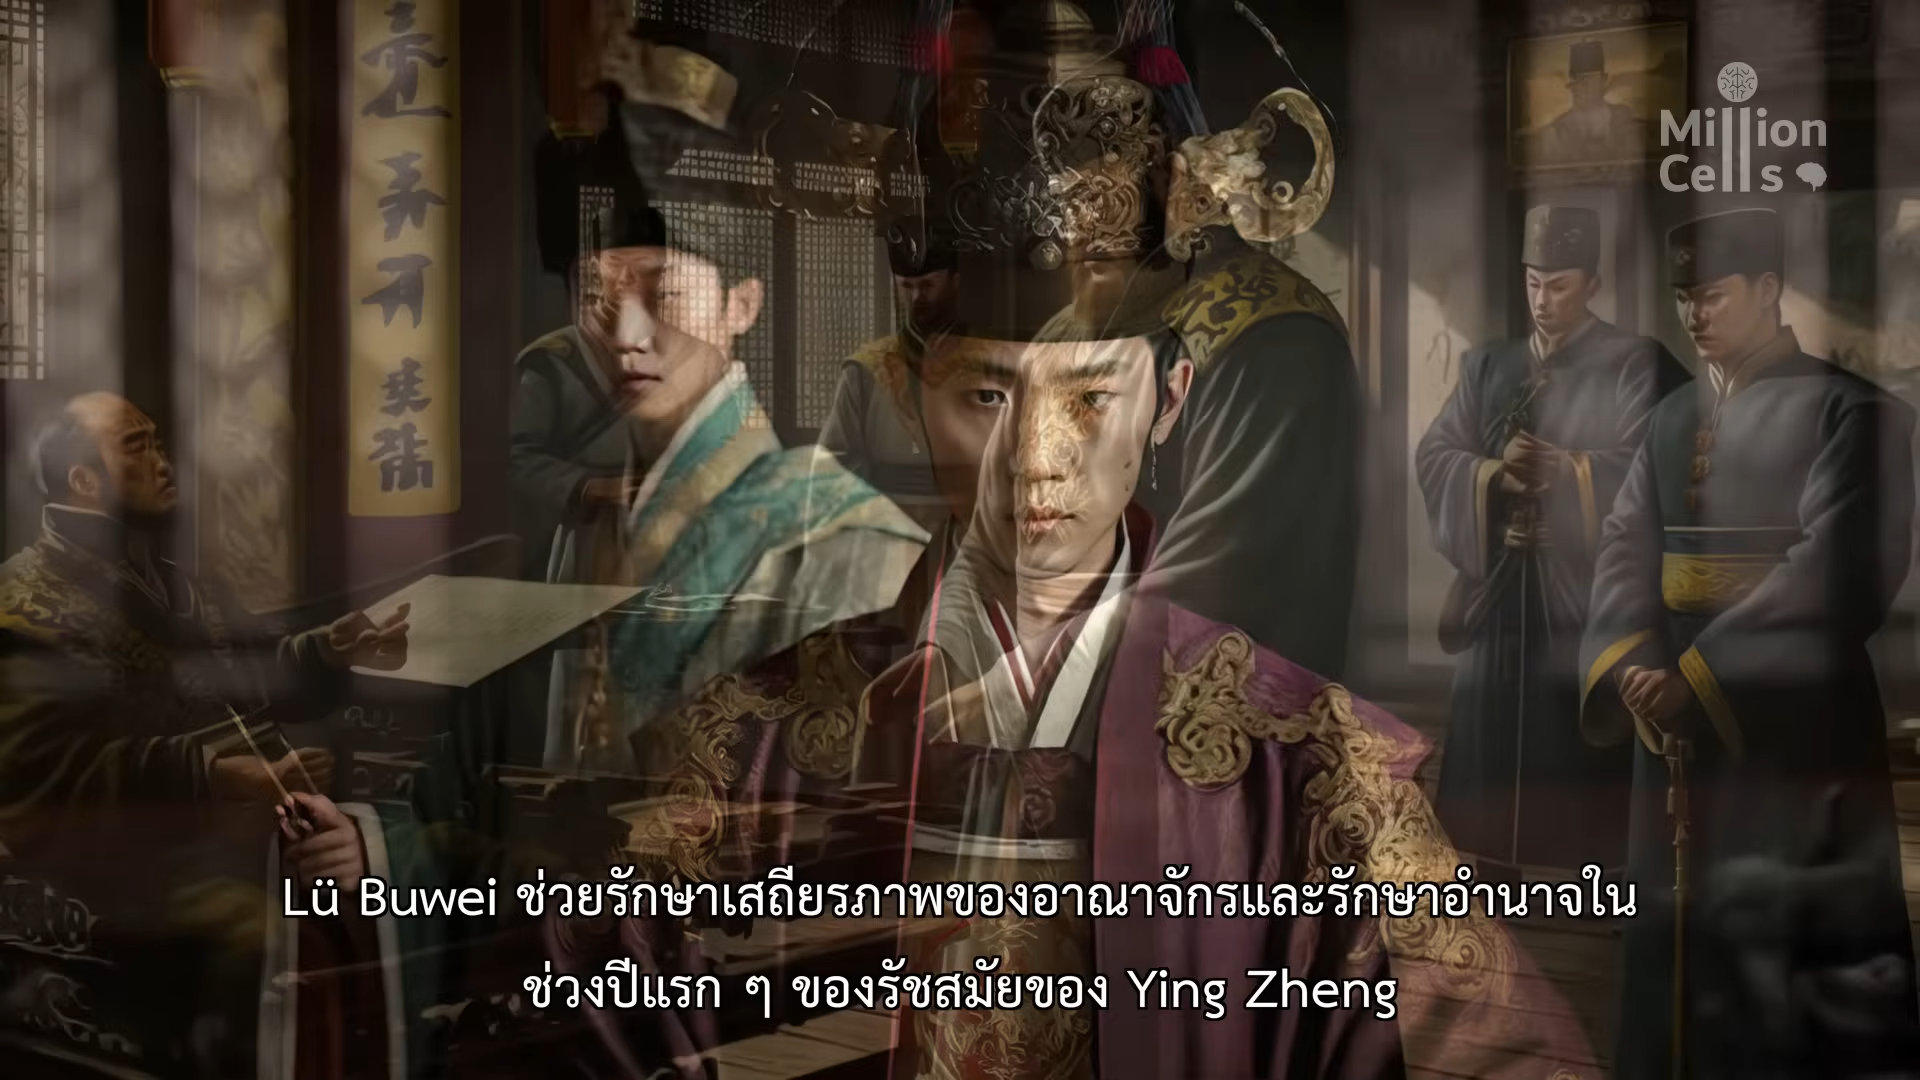 Million
Cells
Lü Buwei ช่วยรักษาเสถียรภาพของอาณาจักรและรักษาอำนาจใน
ช่วงปีแรก ๆ ของรัชสมัยของ Ying Zheng